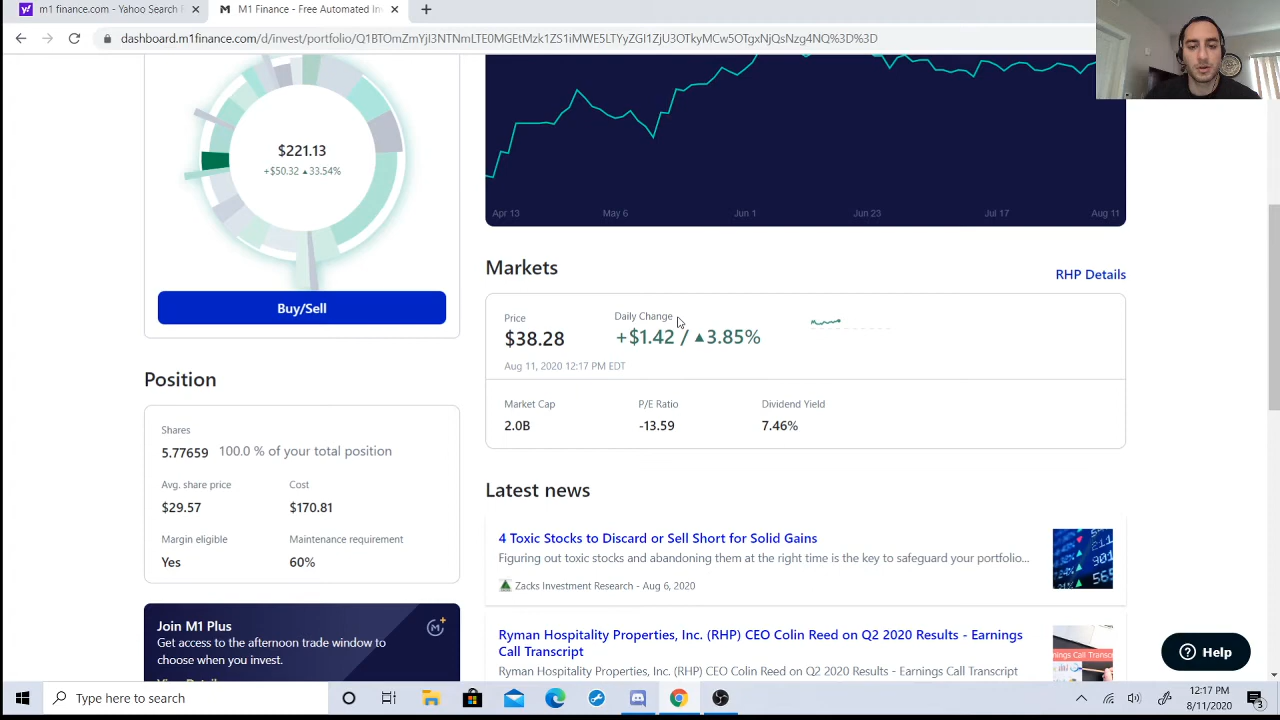 m1 finance.com - Yahoo Search
M1 Finance - Free Automated In
dashboard.m1finance.com/d/invest/portfolio/Q1BTOmZmYjI3NTNmLTE0MGEtMzk1ZS1iMWE5LTYyZGI1ZjU3OTkyMCw5OTgxNjQsNzg4NQ%3D%3D
$221.13
+$50.32 ▲33.54%
Buy/Sell
Apr 13 May 6 Jun 1 Jun 23 Jul 17 Aug 11
Markets
RHP Details
Price
$38.28
Daily Change
+$1.42 / ▲3.85%
Aug 11, 2020 12:17 PM EDT
Market Cap
2.0B
P/E Ratio
-13.59
Dividend Yield
7.46%
Position
Shares
5.77659 100.0 % of your total position
Avg. share price
$29.57
Cost
$170.81
Margin eligible
Yes
Maintenance requirement
60%
Latest news
4 Toxic Stocks to Discard or Sell Short for Solid Gains
Figuring out toxic stocks and abandoning them at the right time is the key to safeguard your portfolio...
Zacks Investment Research - Aug 6, 2020
Ryman Hospitality Properties, Inc. (RHP) CEO Colin Reed on Q2 2020 Results - Earnings
Call Transcript
Ryman Hospitality Properties, Inc. (RHP) CEO Colin Reed on Q2 2020 Results - Earnings Call Transcript
Join M1 Plus
Get access to the afternoon trade window to
choose when you invest.
View Details
Help
Type here to search
12:17 PM
8/11/2020
3